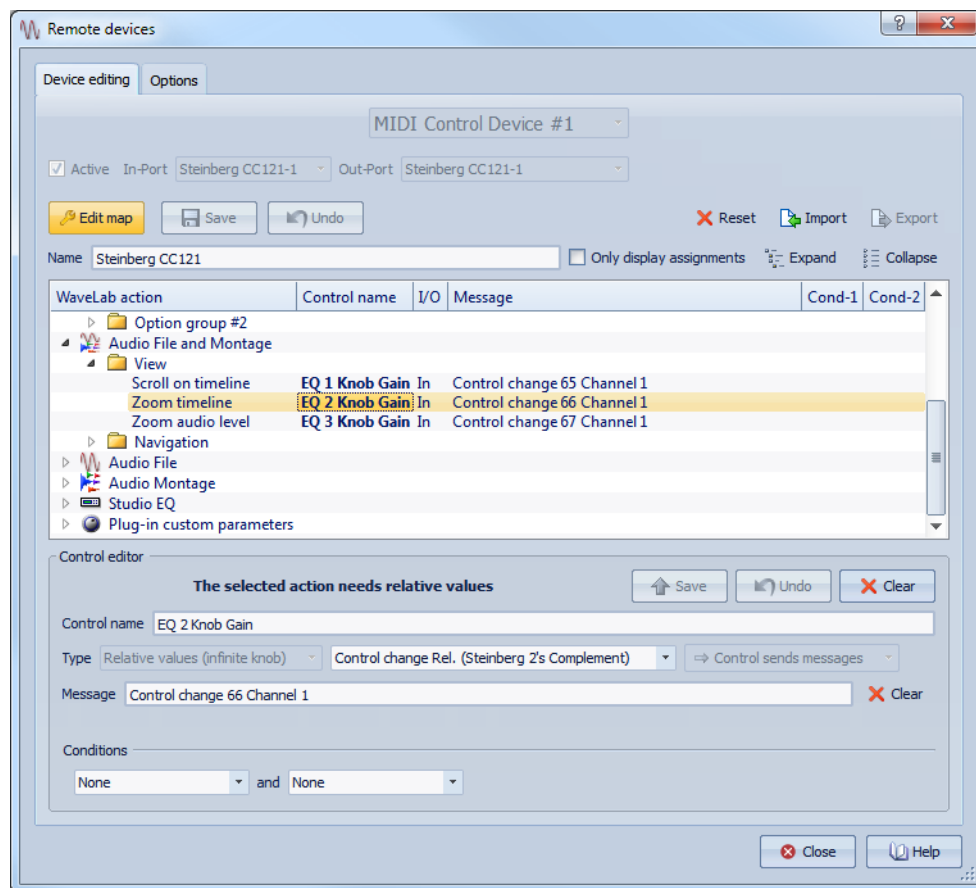 Remote devices
Device editing Options
MIDI Control Device #1
Active In-Port Steinberg CC121-1 Out-Port Steinberg CC121-1
Edit map Save Undo Reset Import Export
Name Steinberg CC121 Only display assignments Expand Collapse
WaveLab action Control name I/O Message Cond-1 Cond-2
Option group #2
Audio File and Montage
View
Scroll on timeline EQ 1 Knob Gain In Control change 65 Channel 1
Zoom timeline EQ 2 Knob Gain In Control change 66 Channel 1
Zoom audio level EQ 3 Knob Gain In Control change 67 Channel 1
Navigation
Audio File
Audio Montage
Studio EQ
Plug-in custom parameters
Control editor
The selected action needs relative values Save Undo Clear
Control name EQ 2 Knob Gain
Type Relative values (infinite knob) Control change Rel. (Steinberg 2's Complement) ⇒ Control sends messages
Message Control change 66 Channel 1 Clear
Conditions
None and None
Close Help